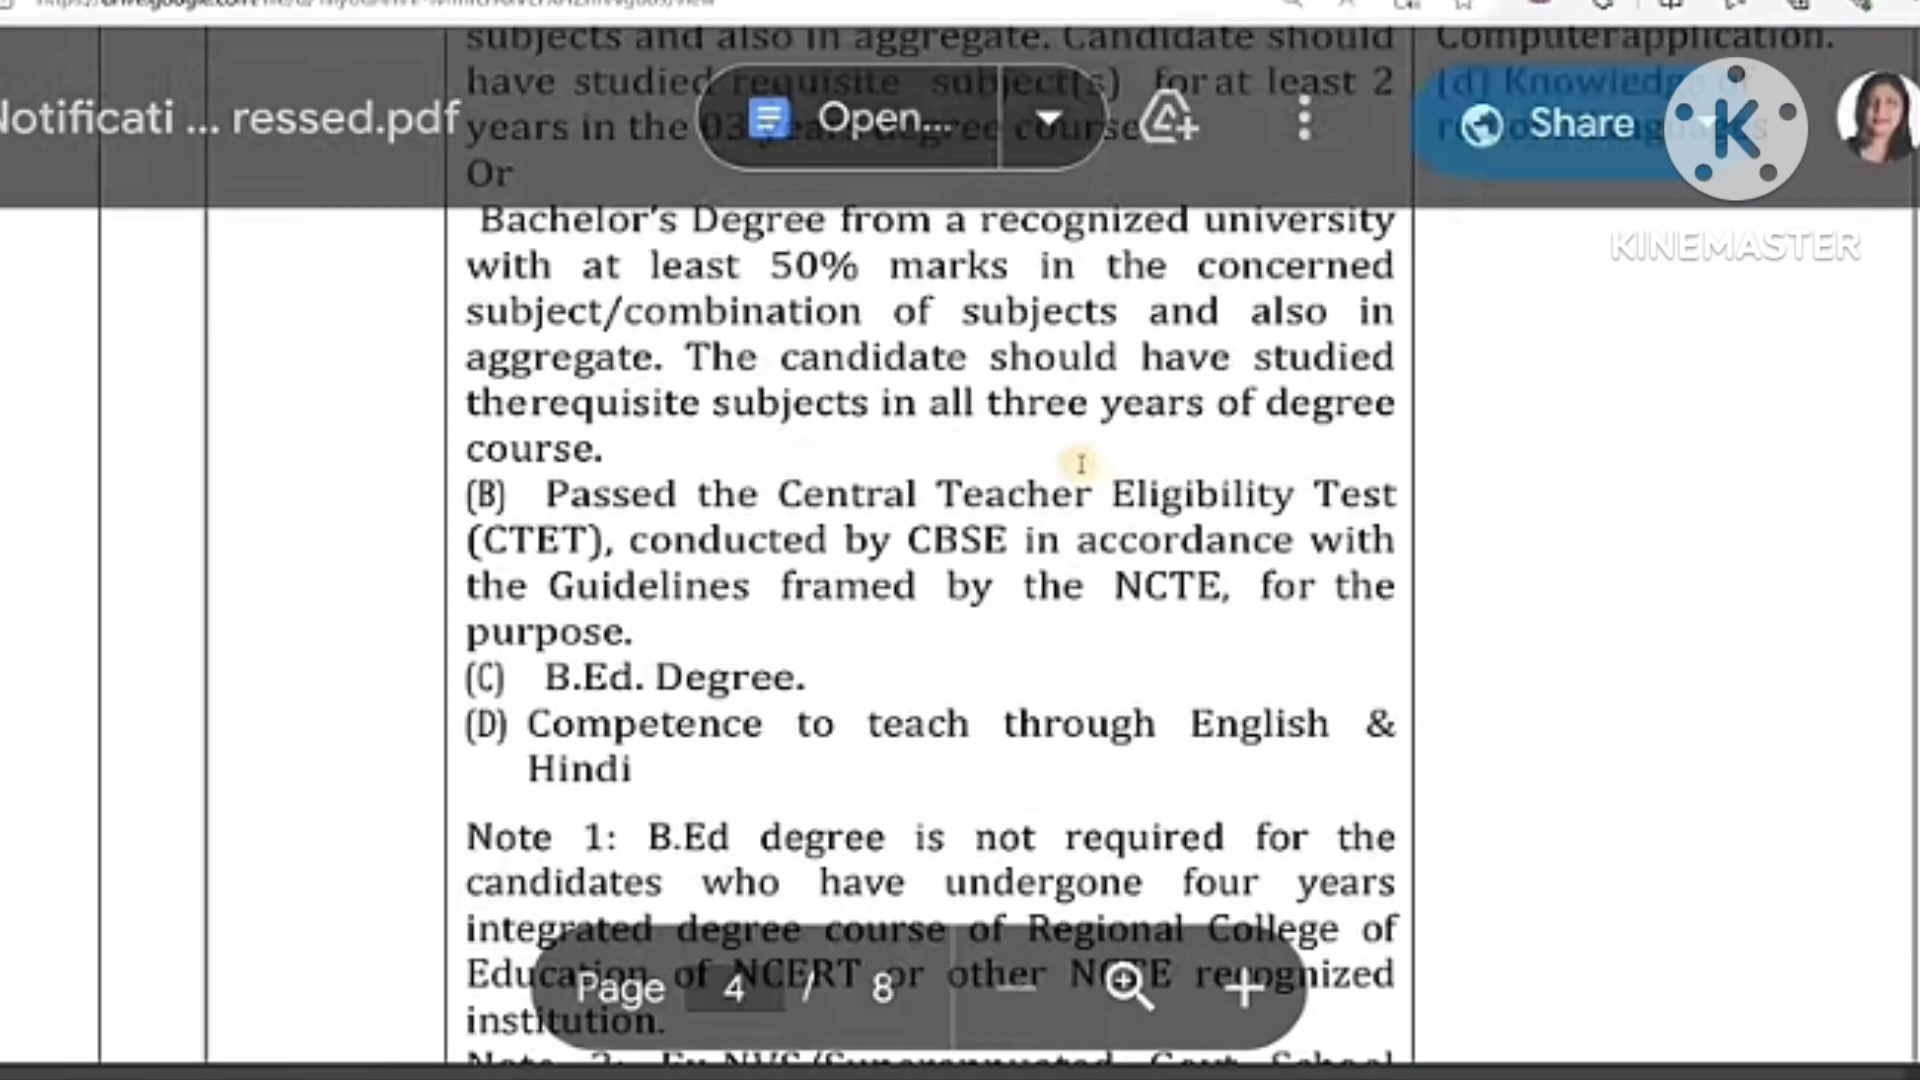 subjects and also in aggregate. Candidate should
Computerapplication.
have studied requisite subject(s) for at least 2
(d) Knowledge of
Notificati ... ressed.pdf
Open...
Share
years in the 03 year degree course
Or
KINEMASTER
Bachelor's Degree from a recognized university
with at least 50% marks in the concerned
subject/combination of subjects and also in
aggregate. The candidate should have studied
therequisite subjects in all three years of degree
course.
(B) Passed the Central Teacher Eligibility Test
(CTET), conducted by CBSE in accordance with
the Guidelines framed by the NCTE, for the
purpose.
(C) B.Ed. Degree.
(D) Competence to teach through English &
Hindi
Note 1: B.Ed degree is not required for the
candidates who have undergone four years
integrated degree course of Regional College of
Education of NCERT or other NCTE recognized
Page 4 / 8
institution.